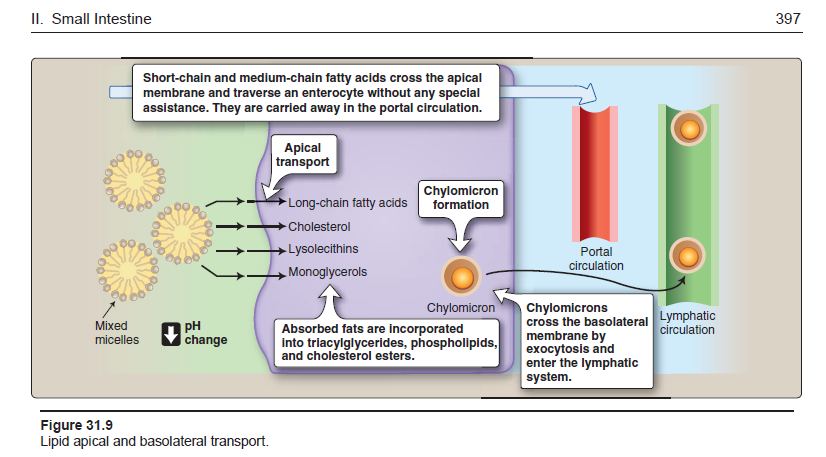 II. Small Intestine
397
Short-chain and medium-chain fatty acids cross the apical
membrane and traverse an enterocyte without any special
assistance. They are carried away in the portal circulation.
Apical
transport
Long-chain fatty acids
Cholesterol
Lysolecithins
Monoglycerols
Chylomicron
formation
Portal
circulation
Chylomicron
Mixed
micelles
pH
change
Absorbed fats are incorporated
into triacylglycerides, phospholipids,
and cholesterol esters.
Chylomicrons
cross the basolateral
membrane by
exocytosis and
enter the lymphatic
system.
Lymphatic
circulation
Figure 31.9
Lipid apical and basolateral transport.